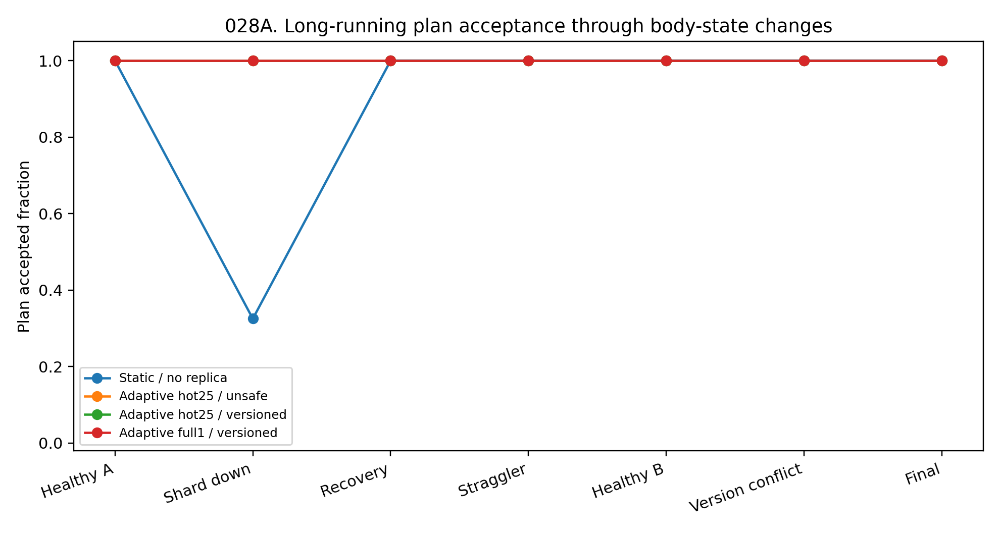 028A. Long-running plan acceptance through body-state changes
Plan accepted fraction
1.0
0.8
0.6
0.4
0.2
0.0
Static / no replica
Adaptive hot25 / unsafe
Adaptive hot25 / versioned
Adaptive full1 / versioned
Healthy A
Shard down
Recovery
Straggler
Healthy B
Version conflict
Final